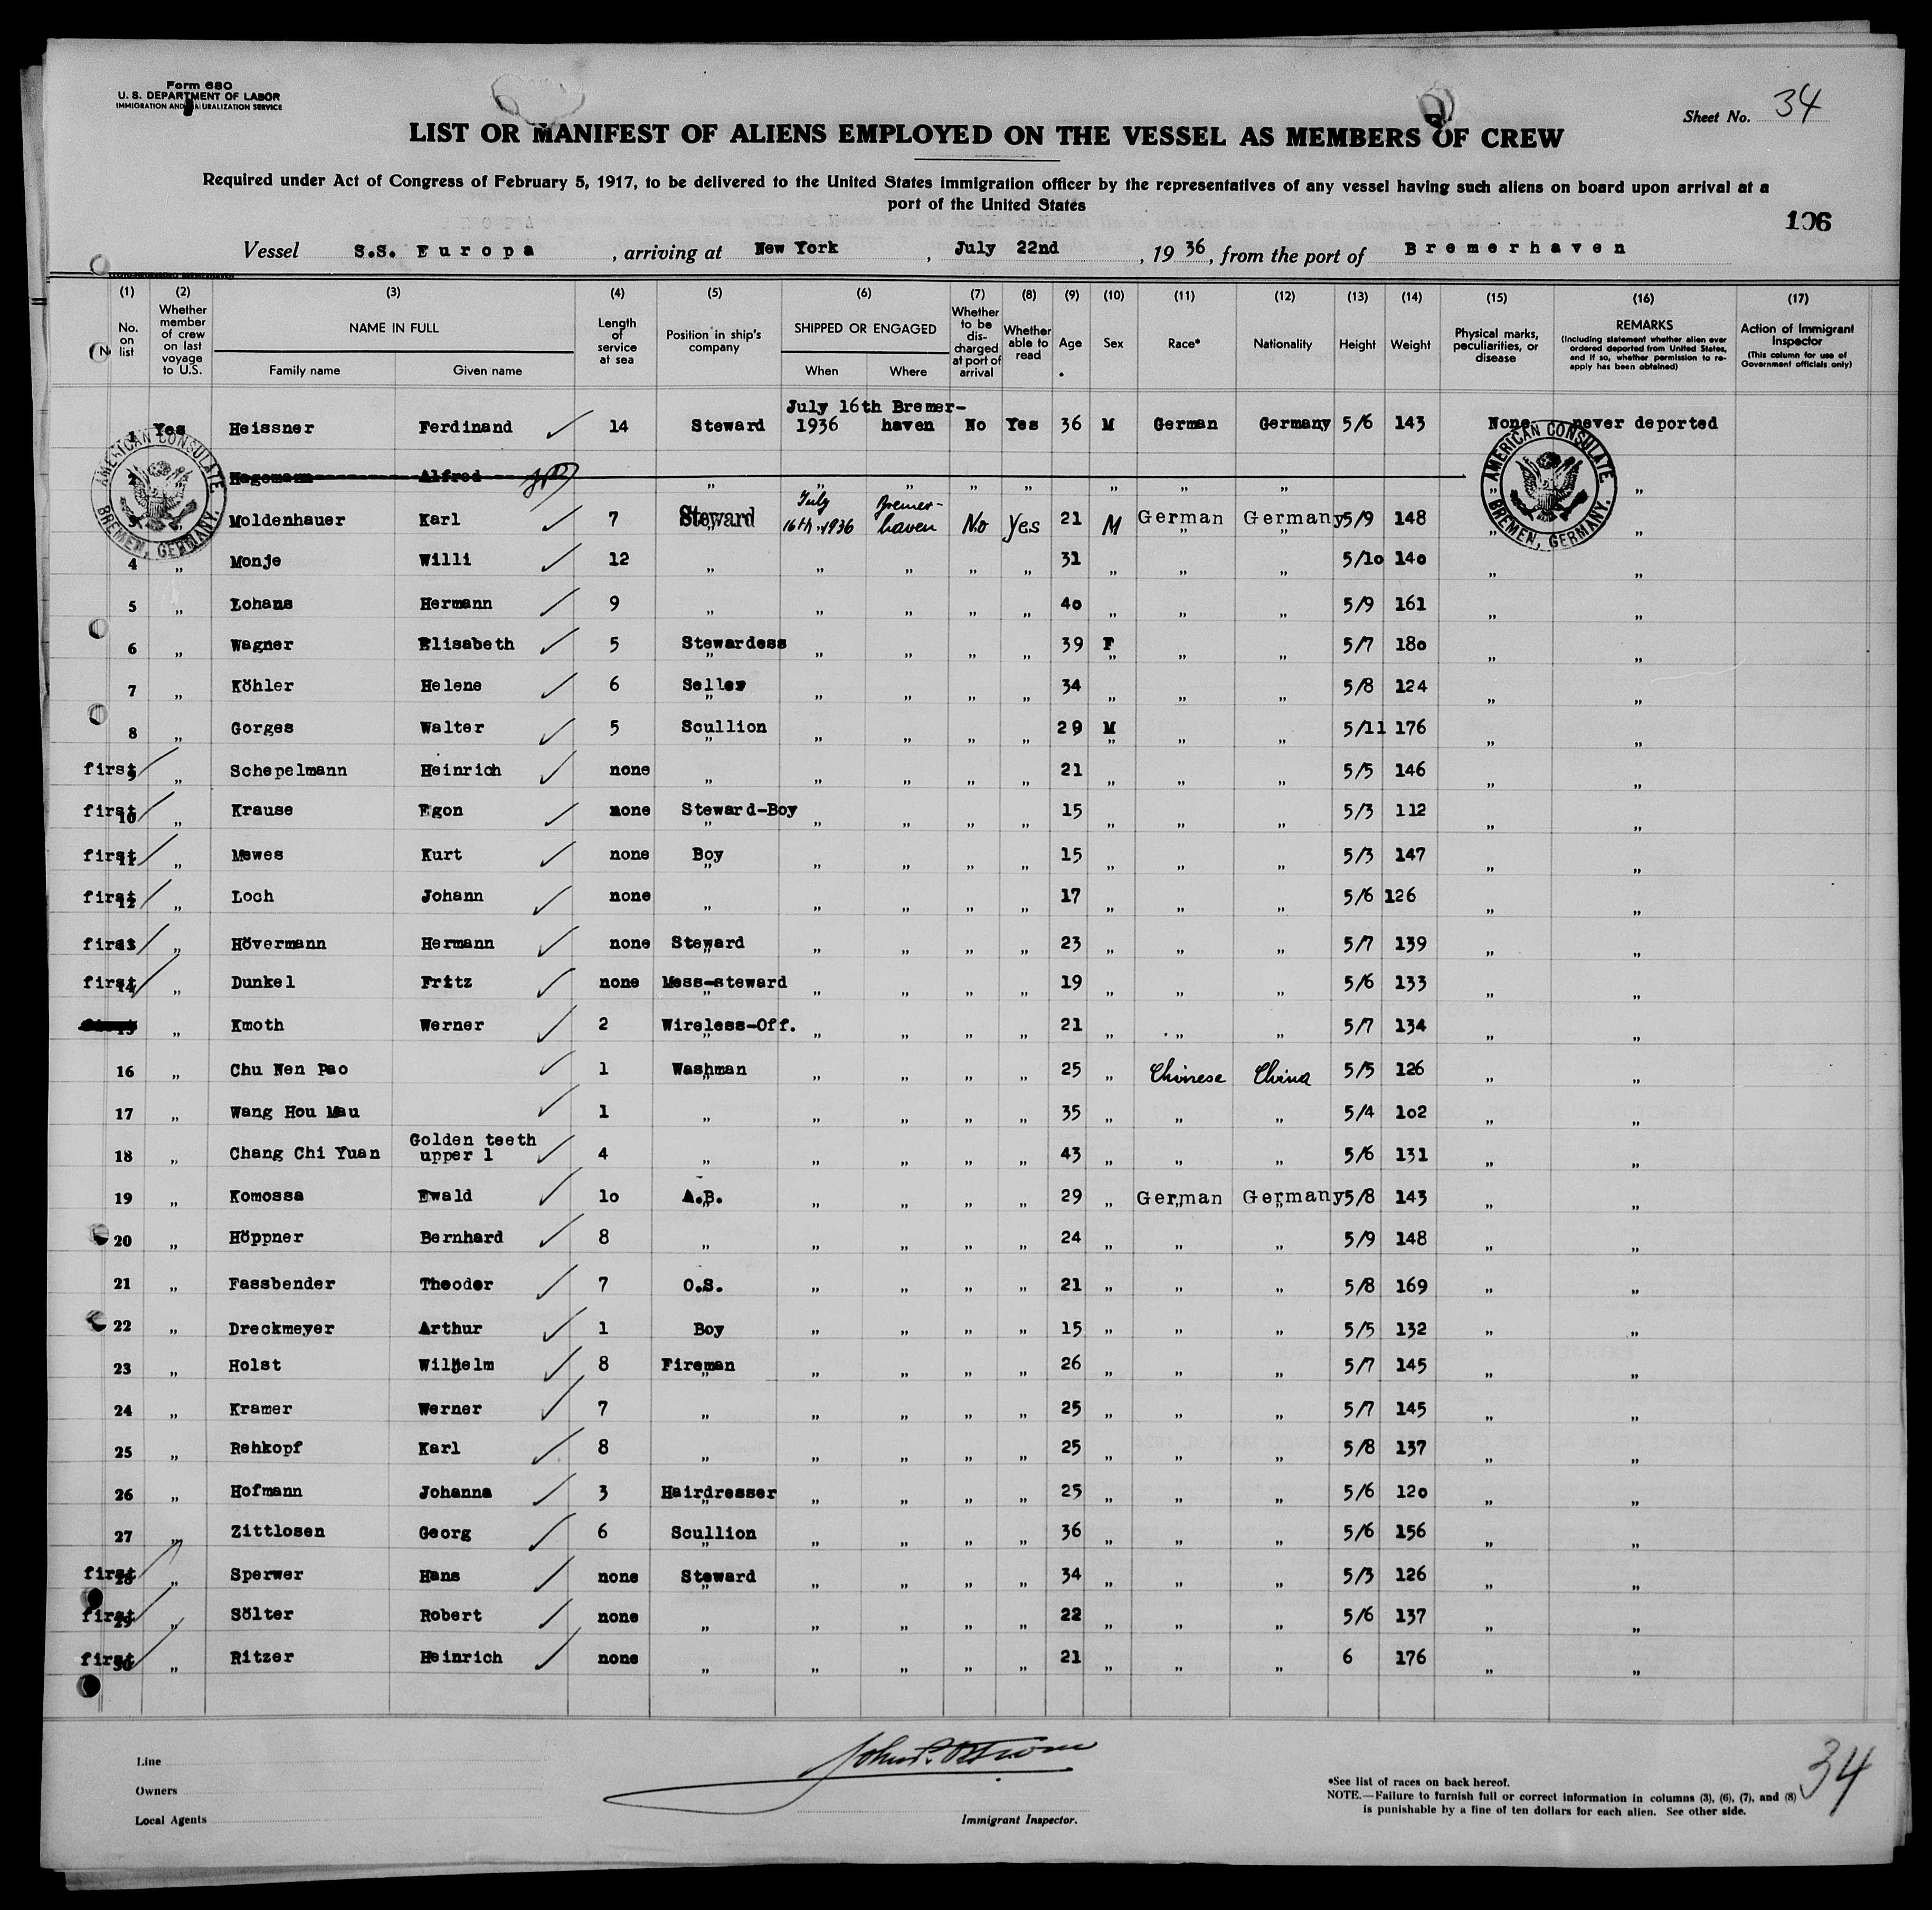 Form 680
U. S. DEPARTMENT OF LABOR
IMMIGRATION AND NATURALIZATION SERVICE
Sheet No. 34
LIST OR MANIFEST OF ALIENS EMPLOYED ON THE VESSEL AS MEMBERS OF CREW
Required under Act of Congress of February 5, 1917, to be delivered to the United States immigration officer by the representatives of any vessel having such aliens on board upon arrival at a
port of the United States
106
Vessel S.S. Europa , arriving at New York , July 22nd , 19 36 , from the port of Bremerhaven
(1) No. on list (2) Whether member of crew on last voyage to U.S. (3) NAME IN FULL Family name Given name (4) Length of service at sea (5) Position in ship's company (6) SHIPPED OR ENGAGED When Where (7) Whether to be discharged at port of arrival (8) Whether able to read (9) Age (10) Sex (11) Race* (12) Nationality (13) Height (14) Weight (15) Physical marks, peculiarities, or disease (16) REMARKS (Including statement whether alien ever ordered deported from United States, and if so, whether permission to reapply has been obtained) (17) Action of Immigrant Inspector (This column for use of Government officials only)
Yes Heissner Ferdinand ✓ 14 Steward July 16th 1936 Bremer-haven No Yes 36 M German Germany 5/6 143 None never deported
AMERICAN CONSULATE BREMEN, GERMANY.
AMERICAN CONSULATE BREMEN, GERMANY.
2 Hagemann Alfred „ „ „ „ „ „ „ „ „ „
3 Moldenhauer Karl ✓ 7 Steward July 16th 1936 Bremer-haven No Yes 21 M German Germany 5/9 148 „ „
4 „ Monje Willi ✓ 12 „ „ „ „ „ 31 „ „ „ 5/10 140 „ „
5 „ Lohans Hermann ✓ 9 „ „ „ „ „ 40 „ „ „ 5/9 161 „ „
6 „ Wagner Elisabeth ✓ 5 Stewardess „ „ „ „ 39 F „ „ 5/7 180 „ „
7 „ Köhler Helene ✓ 6 Seller „ „ „ „ 34 „ „ „ 5/8 124 „ „
8 „ Gorges Walter ✓ 5 Scullion „ „ „ „ 29 M „ „ 5/11 176 „ „
first 9 „ Schepelmann Heinrich ✓ none „ „ „ „ „ 21 „ „ „ 5/5 146 „ „
first 10 „ Krause Egon ✓ none Steward-Boy „ „ „ „ 15 „ „ „ 5/3 112 „ „
first 11 „ Mewes Kurt ✓ none Boy „ „ „ „ 15 „ „ „ 5/3 147 „ „
first 12 „ Loch Johann ✓ none „ „ „ „ „ 17 „ „ „ 5/6 126 „ „
first 13 „ Hövermann Hermann ✓ none Steward „ „ „ „ 23 „ „ „ 5/7 139 „ „
first 14 „ Dunkel Fritz ✓ none Mess-steward „ „ „ „ 19 „ „ „ 5/6 133 „ „
15 „ Kmoth Werner ✓ 2 Wireless-Off. „ „ „ „ 21 „ „ „ 5/7 134 „ „
16 „ Chu Nen Pao ✓ 1 Washman „ „ „ „ 25 „ Chinese China 5/5 126 „ „
17 „ Wang Hou Mau ✓ 1 „ „ „ „ „ 35 „ „ „ 5/4 102 „ „
18 „ Chang Chi Yuan Golden teeth upper 1 ✓ 4 „ „ „ „ „ 43 „ „ „ 5/6 131 „ „
19 „ Komossa Ewald ✓ 10 A.B. „ „ „ „ 29 „ German Germany 5/8 143 „ „
20 „ Höppner Bernhard ✓ 8 „ „ „ „ „ 24 „ „ „ 5/9 148 „ „
21 „ Fassbender Theodor ✓ 7 O.S. „ „ „ „ 21 „ „ „ 5/8 169 „ „
22 „ Dreckmeyer Arthur ✓ 1 Boy „ „ „ „ 15 „ „ „ 5/5 132 „ „
23 „ Holst Wilhelm ✓ 8 Fireman „ „ „ „ 26 „ „ „ 5/7 145 „ „
24 „ Kramer Werner ✓ 7 „ „ „ „ „ 25 „ „ „ 5/7 145 „ „
25 „ Rehkopf Karl ✓ 8 „ „ „ „ „ 25 „ „ „ 5/8 137 „ „
26 „ Hofmann Johanna ✓ 3 Hairdresser „ „ „ „ 25 „ „ „ 5/6 120 „ „
27 „ Zittlosen Georg ✓ 6 Scullion „ „ „ „ 36 „ „ „ 5/6 156 „ „
first 28 „ Sperwer Hans ✓ none Steward „ „ „ „ 34 „ „ „ 5/3 126 „ „
first 29 „ Sölter Robert ✓ none „ „ „ „ „ 22 „ „ „ 5/6 137 „ „
first 30 „ Ritzer Heinrich ✓ none „ „ „ „ „ 21 „ „ „ 6 176 „ „
Line
Owners
Local Agents
Immigrant Inspector.
*See list of races on back hereof.
NOTE.—Failure to furnish full or correct information in columns (3), (6), (7), and (8)
is punishable by a fine of ten dollars for each alien. See other side.
34